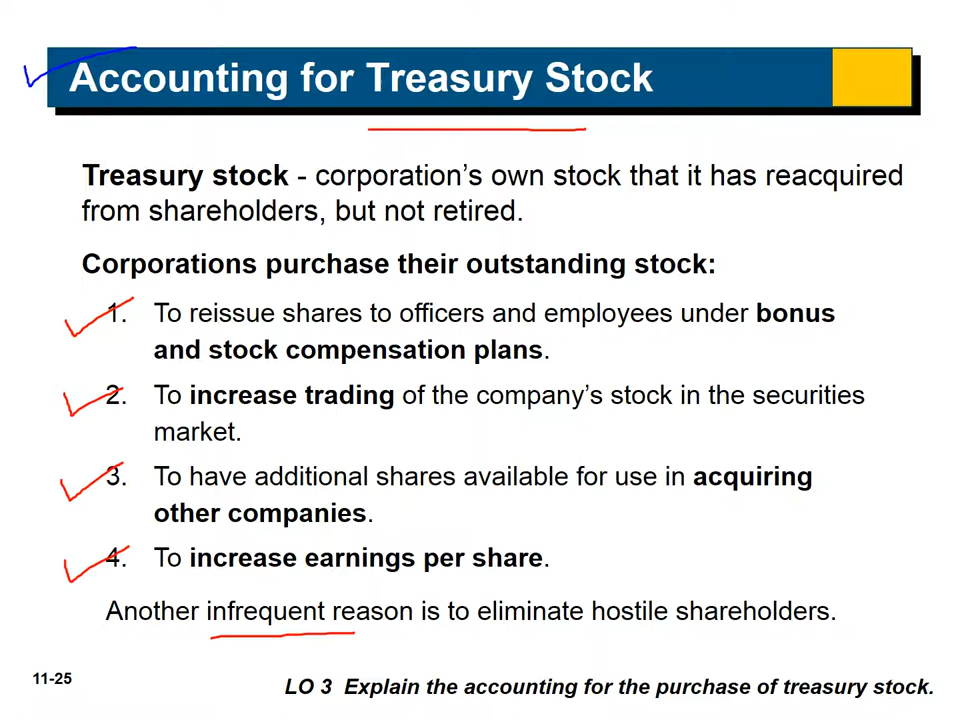 Accounting for Treasury Stock
Treasury stock - corporation's own stock that it has reacquired
from shareholders, but not retired.
Corporations purchase their outstanding stock:
1. To reissue shares to officers and employees under bonus
and stock compensation plans.
2. To increase trading of the company's stock in the securities
market.
3. To have additional shares available for use in acquiring
other companies.
4. To increase earnings per share.
Another infrequent reason is to eliminate hostile shareholders.
11-25
LO 3 Explain the accounting for the purchase of treasury stock.